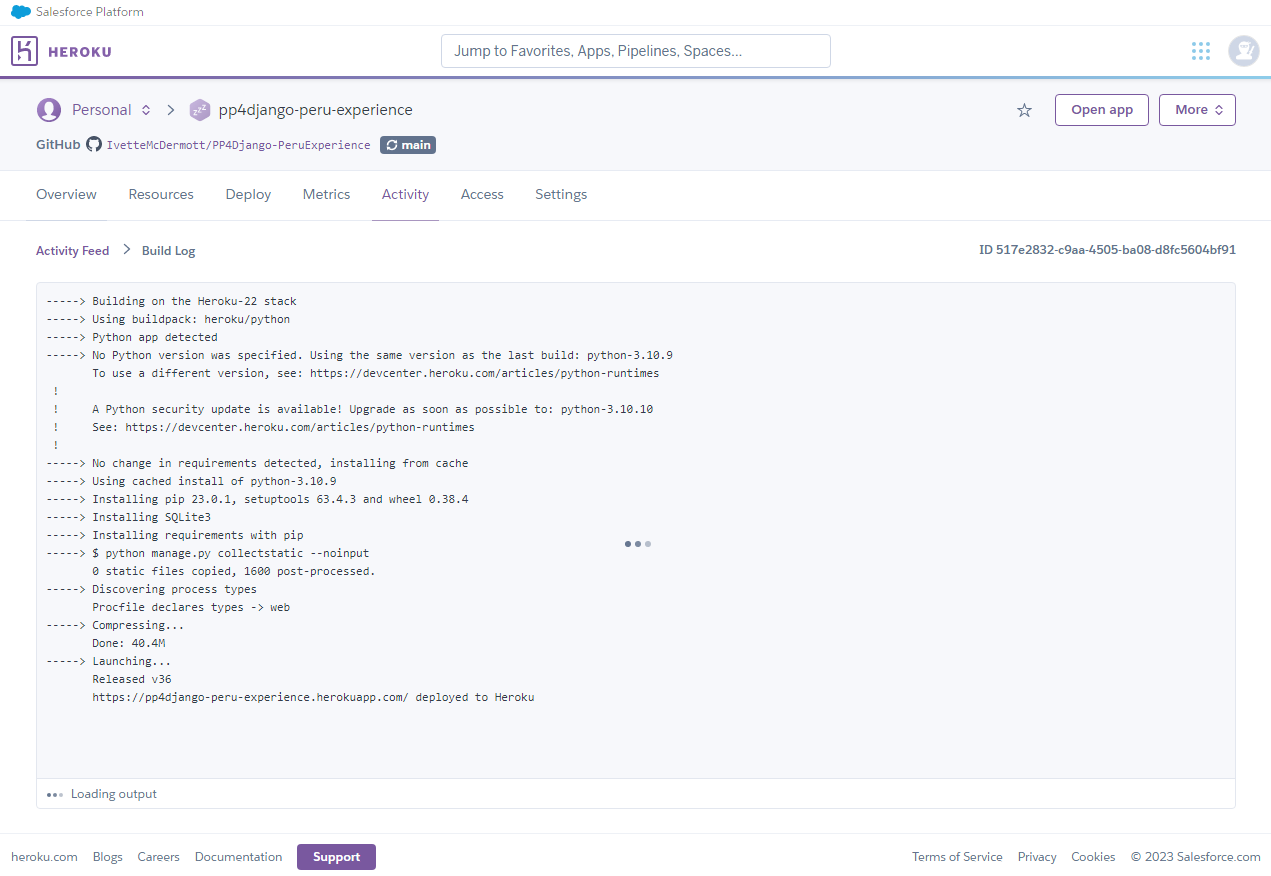 Salesforce Platform
HEROKU
Jump to Favorites, Apps, Pipelines, Spaces...
Personal
pp4django-peru-experience
Open app
More
GitHub IvetteMcDermott/PP4Django-PeruExperience main
Overview Resources Deploy Metrics Activity Access Settings
Activity Feed > Build Log
ID 517e2832-c9aa-4505-ba08-d8fc5604bf91
-----> Building on the Heroku-22 stack
-----> Using buildpack: heroku/python
-----> Python app detected
-----> No Python version was specified. Using the same version as the last build: python-3.10.9
To use a different version, see: https://devcenter.heroku.com/articles/python-runtimes
!
! A Python security update is available! Upgrade as soon as possible to: python-3.10.10
! See: https://devcenter.heroku.com/articles/python-runtimes
!
-----> No change in requirements detected, installing from cache
-----> Using cached install of python-3.10.9
-----> Installing pip 23.0.1, setuptools 63.4.3 and wheel 0.38.4
-----> Installing SQLite3
-----> Installing requirements with pip
-----> $ python manage.py collectstatic --noinput
0 static files copied, 1600 post-processed.
-----> Discovering process types
Procfile declares types -> web
-----> Compressing...
Done: 40.4M
-----> Launching...
Released v36
https://pp4django-peru-experience.herokuapp.com/ deployed to Heroku
Loading output
heroku.com Blogs Careers Documentation Support
Terms of Service Privacy Cookies © 2023 Salesforce.com